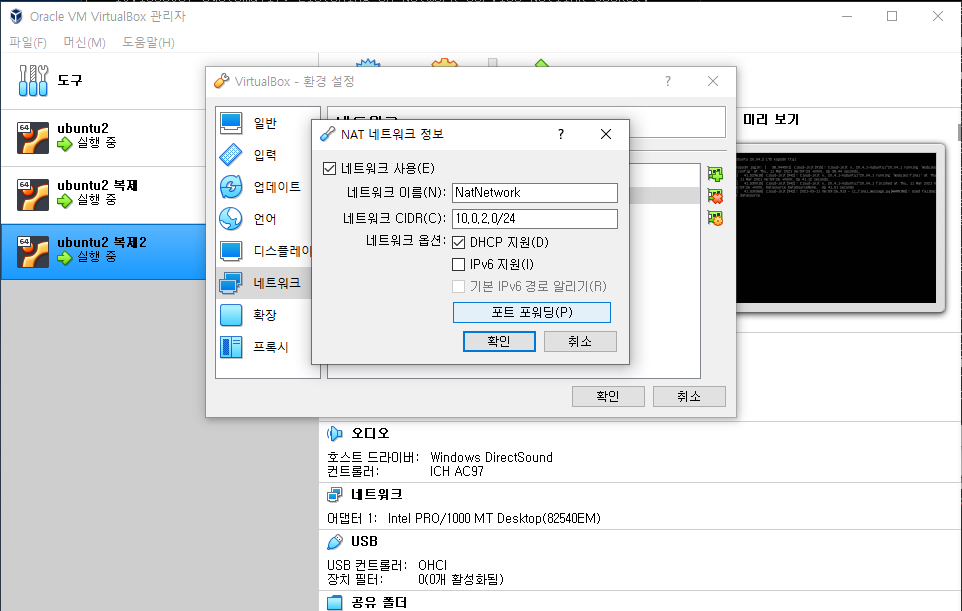 Oracle VM VirtualBox 관리자
파일(F) 머신(M) 도움말(H)
도구
64 ubuntu2
실행 중
64 ubuntu2 복제
실행 중
64 ubuntu2 복제2
실행 중
VirtualBox - 환경 설정 ?
일반
입력
업데이트
언어
디스플레이
네트워크
확장
프록시
네트워크
NAT 네트워크 정보 ?
네트워크 사용(E)
네트워크 이름(N): NatNetwork
네트워크 CIDR(C): 10,0,2,0/24
네트워크 옵션: DHCP 지원(D)
IPv6 지원(I)
기본 IPv6 경로 알리기(R)
포트 포워딩(P)
확인 취소
확인 취소
미리 보기
오디오
호스트 드라이버: Windows DirectSound
컨트롤러: ICH AC97
네트워크
어댑터 1: Intel PRO/1000 MT Desktop(82540EM)
USB
USB 컨트롤러: OHCI
장치 필터: 0(0개 활성화됨)
공유 폴더